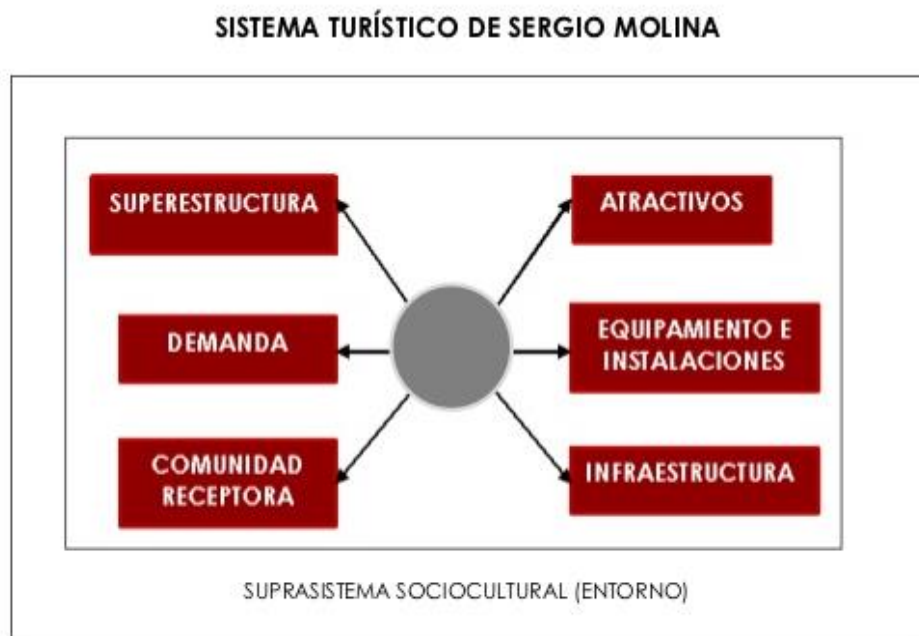 SISTEMA TURÍSTICO DE SERGIO MOLINA
SUPERESTRUCTURA
ATRACTIVOS
DEMANDA
EQUIPAMIENTO E
INSTALACIONES
COMUNIDAD
RECEPTORA
INFRAESTRUCTURA
SUPRASISTEMA SOCIOCULTURAL (ENTORNO)